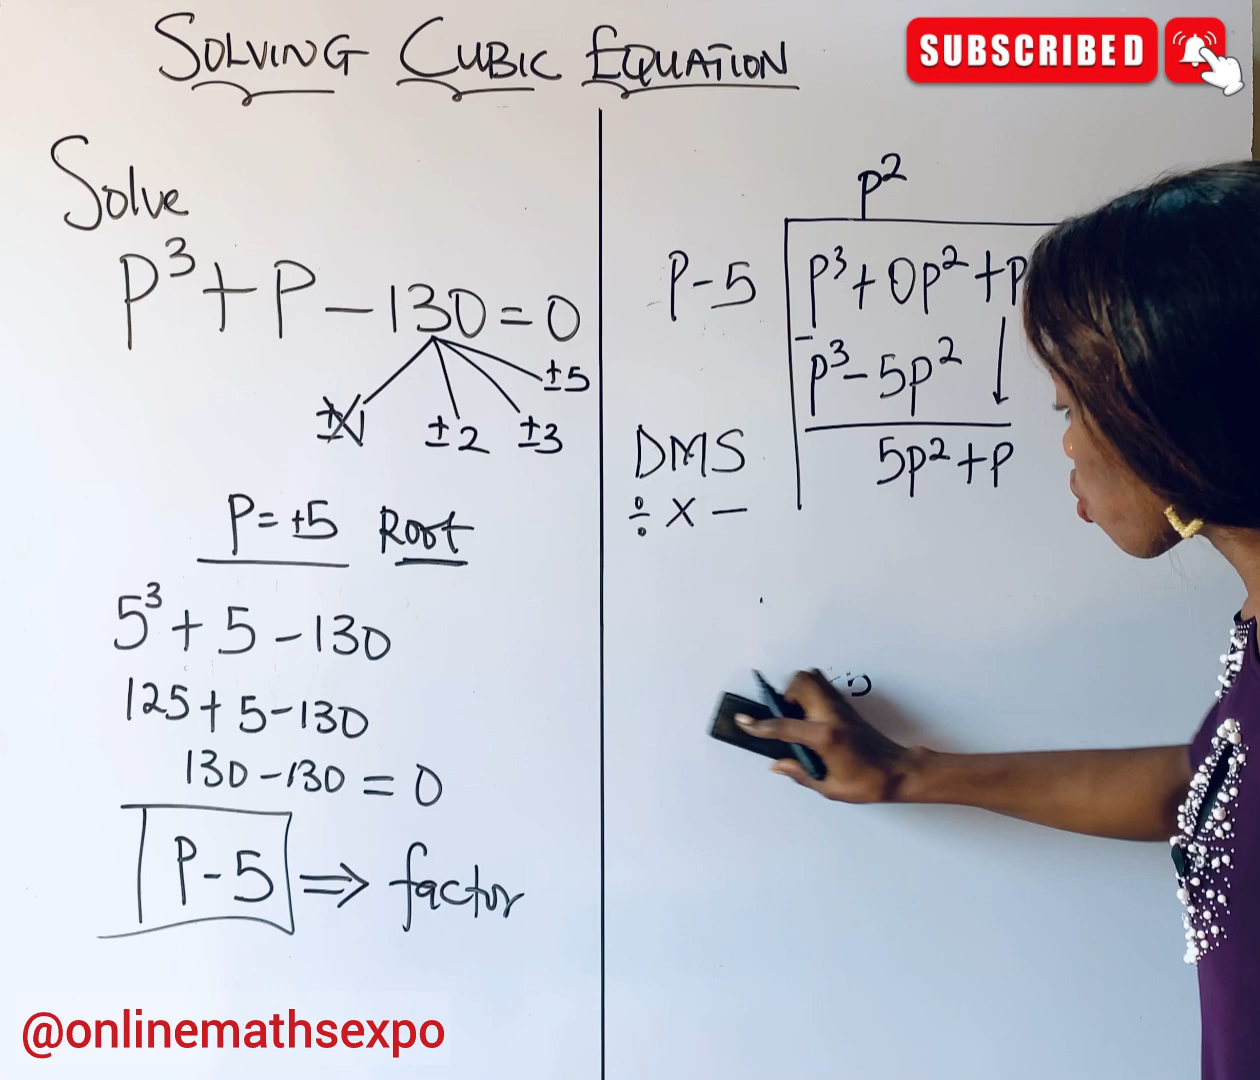 SOLVING CUBIC EQUATION
SUBSCRIBED
Solve
P³+P-130=0
±1 ±2 ±3 ±5
P=+5 Root
5³+5-130
125+5-130
130-130=0
P-5 ⇒ factor
P²
P-5 P³+0P²+P
-P³-5P²
5P²+P
DMS
÷ × -
@onlinemathsexpo